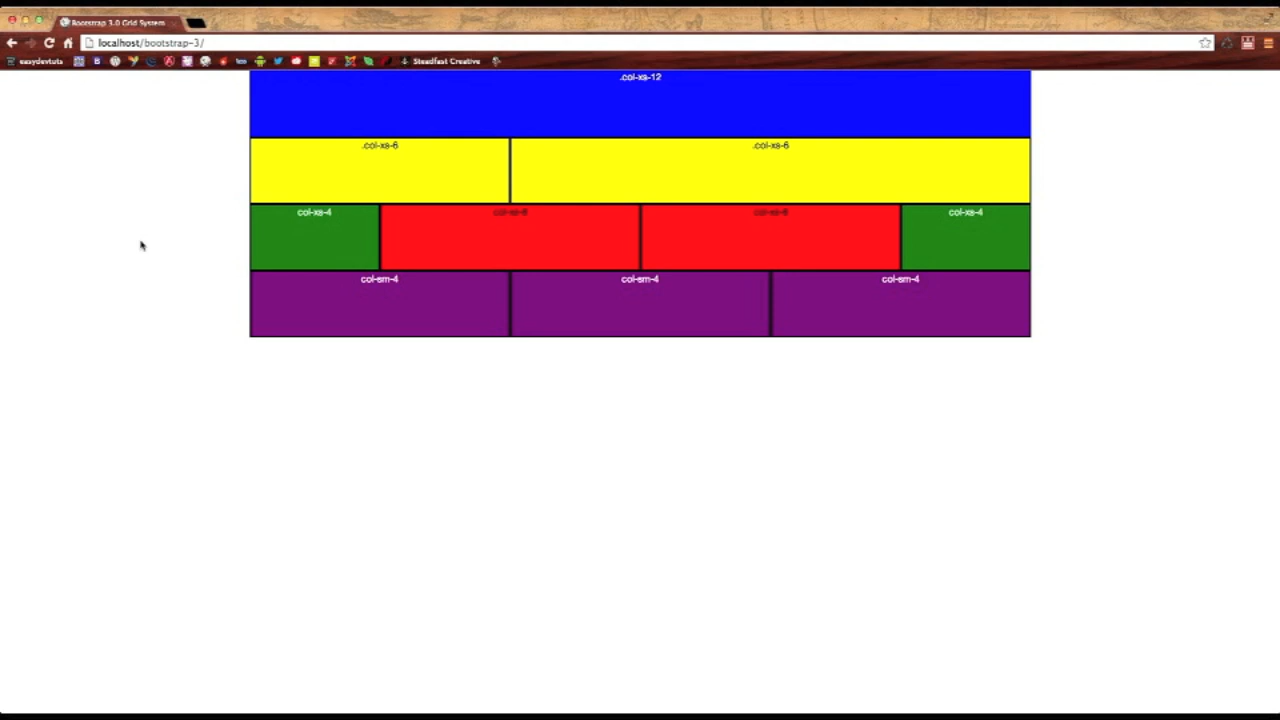 Bootstrap 3.0 Grid System
localhost/bootstrap-3/
easydevtuts
Steadfast Creative
.col-xs-12
.col-xs-6
.col-xs-6
col-xs-4
col-xs-4
col-sm-4
col-sm-4
col-sm-4